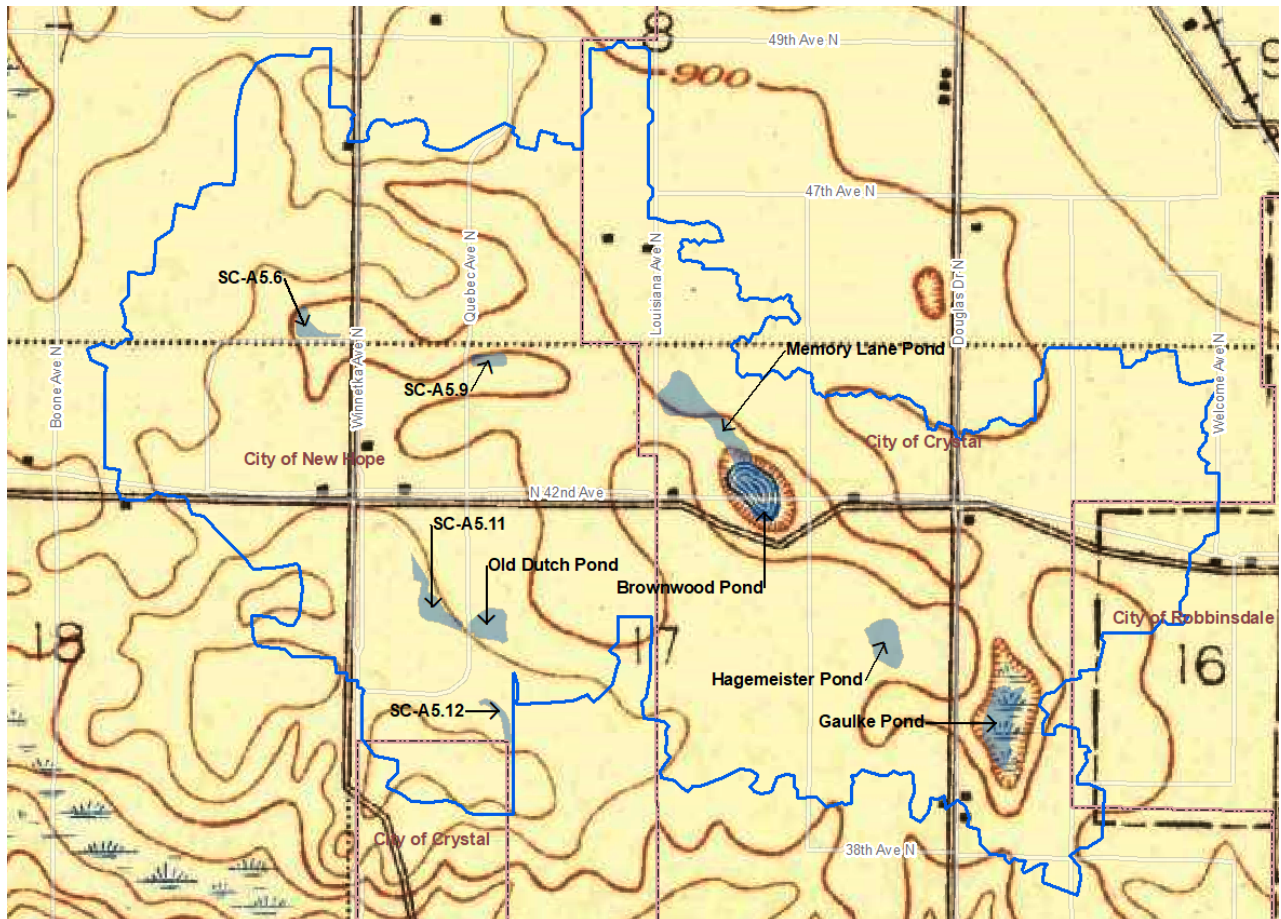 7
8
9
49th Ave N
900
47th Ave N
SC-A5.6
Quebec Ave N
Louisiana Ave N
Douglas Dr N
Boone Ave N
Winnetka Ave N
Welcome Ave N
SC-A5.9
Memory Lane Pond
City of New Hope
City of Crystal
N 42nd Ave
SC-A5.11
Old Dutch Pond
Brownwood Pond
City of Robbinsdale
18
17
16
Hagemeister Pond
SC-A5.12
Gaulke Pond
City of Crystal
38th Ave N